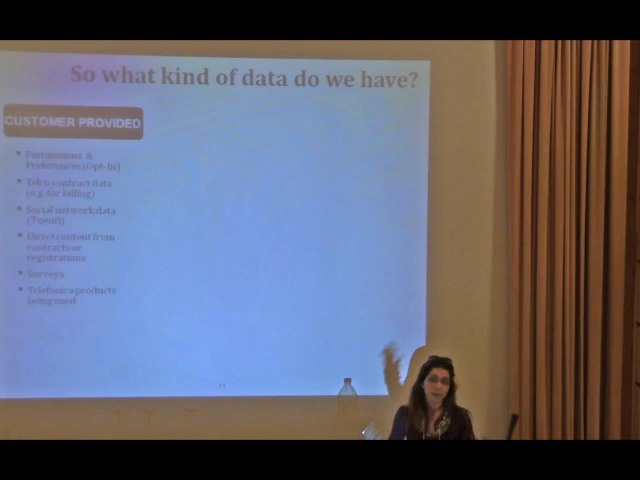 So what kind of data do we have?
CUSTOMER PROVIDED
Permissions &
Preferences (Opt-In)
Telco contract data
(e.g. for billing)
Social network data
(Tuenti)
Direct content from
contracts or
registrations
Surveys
Telefonica products
being used
11